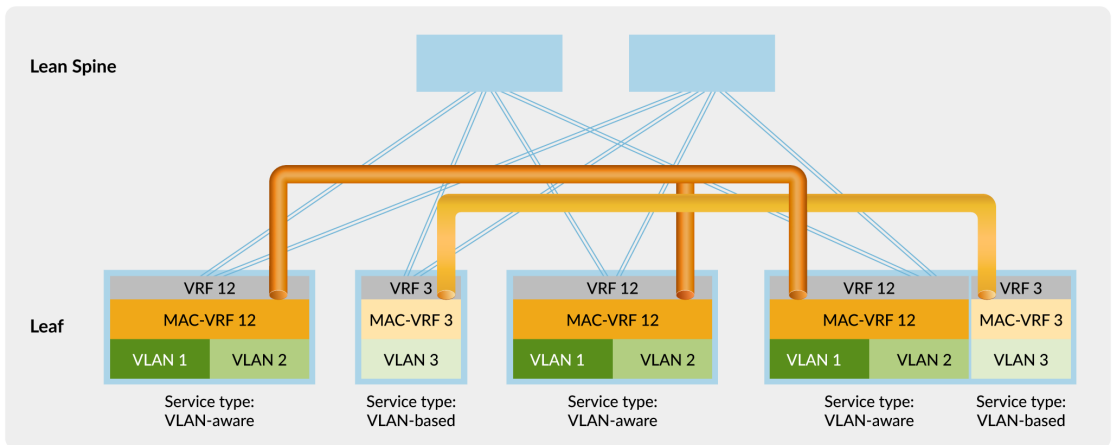 Lean Spine
VRF 12
VRF 3
VRF 12
VRF 12
VRF 3
Leaf
MAC-VRF 12
MAC-VRF 3
MAC-VRF 12
MAC-VRF 12
MAC-VRF 3
VLAN 1
VLAN 2
VLAN 3
VLAN 1
VLAN 2
VLAN 1
VLAN 2
VLAN 3
Service type:
VLAN-aware
Service type:
VLAN-based
Service type:
VLAN-aware
Service type:
VLAN-aware
Service type:
VLAN-based